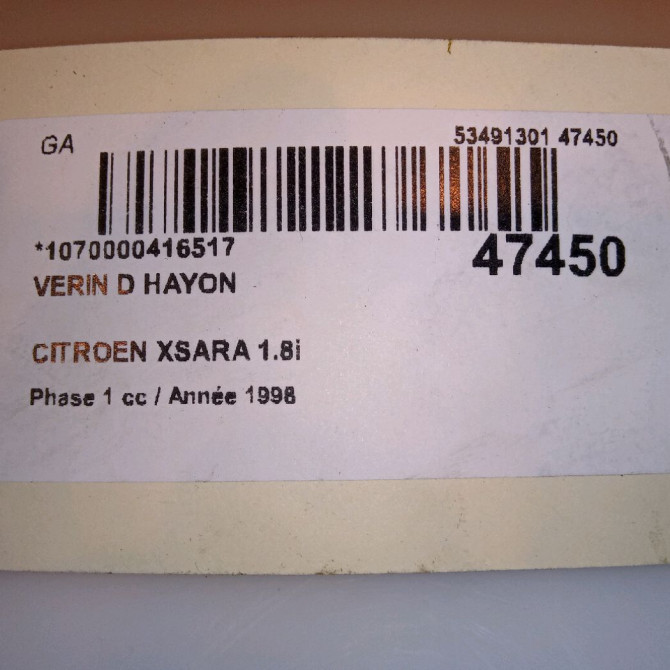 GA
53491301 47450
*1070000416517
47450
VERIN D HAYON
CITROEN XSARA 1.8i
Phase 1 cc / Année 1998